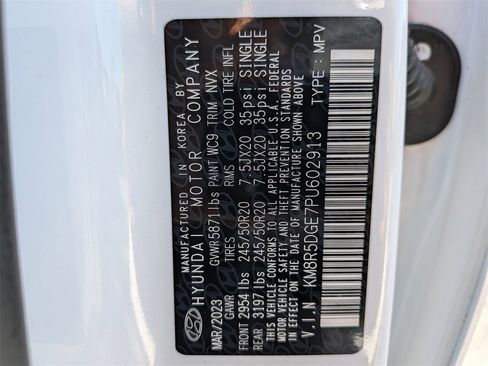 MANUFACTURED IN KOREA BY
HYUNDAI MOTOR COMPANY
MAR/2023 GVWR 5871lbs PAINT WC9 TRIM NVX
GAWR TIRES RIMS COLD TIRE INFL
FRONT 2954 lbs 245/50R20 7.5JX20 35psi SINGLE
REAR 3197 lbs 245/50R20 7.5JX20 35psi SINGLE
THIS VEHICLE CONFORMS TO ALL APPLICABLE U.S.A. FEDERAL
MOTOR VEHICLE SAFETY AND THEFT PREVENTION STANDARDS
IN EFFECT ON THE DATE OF MANUFACTURE SHOWN ABOVE
V.I.N : KM8R5DGE7PU602913 TYPE : MPV